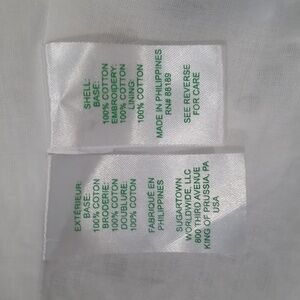 SHELL:
BASE:
100% COTTON
EMBROIDERY:
100% COTTON
LINING:
100% COTTON
MADE IN PHILIPPINES
RN# 88169
SEE REVERSE
FOR CARE
EXTÉRIEUR:
BASE:
100% COTON
BRODERIE:
100% COTON
DOUBLURE:
100% COTON
FABRIQUÉ EN
PHILIPPINES
SUGARTOWN
WORLDWIDE, LLC
800 THIRD AVENUE
KING OF PRUSSIA, PA
USA